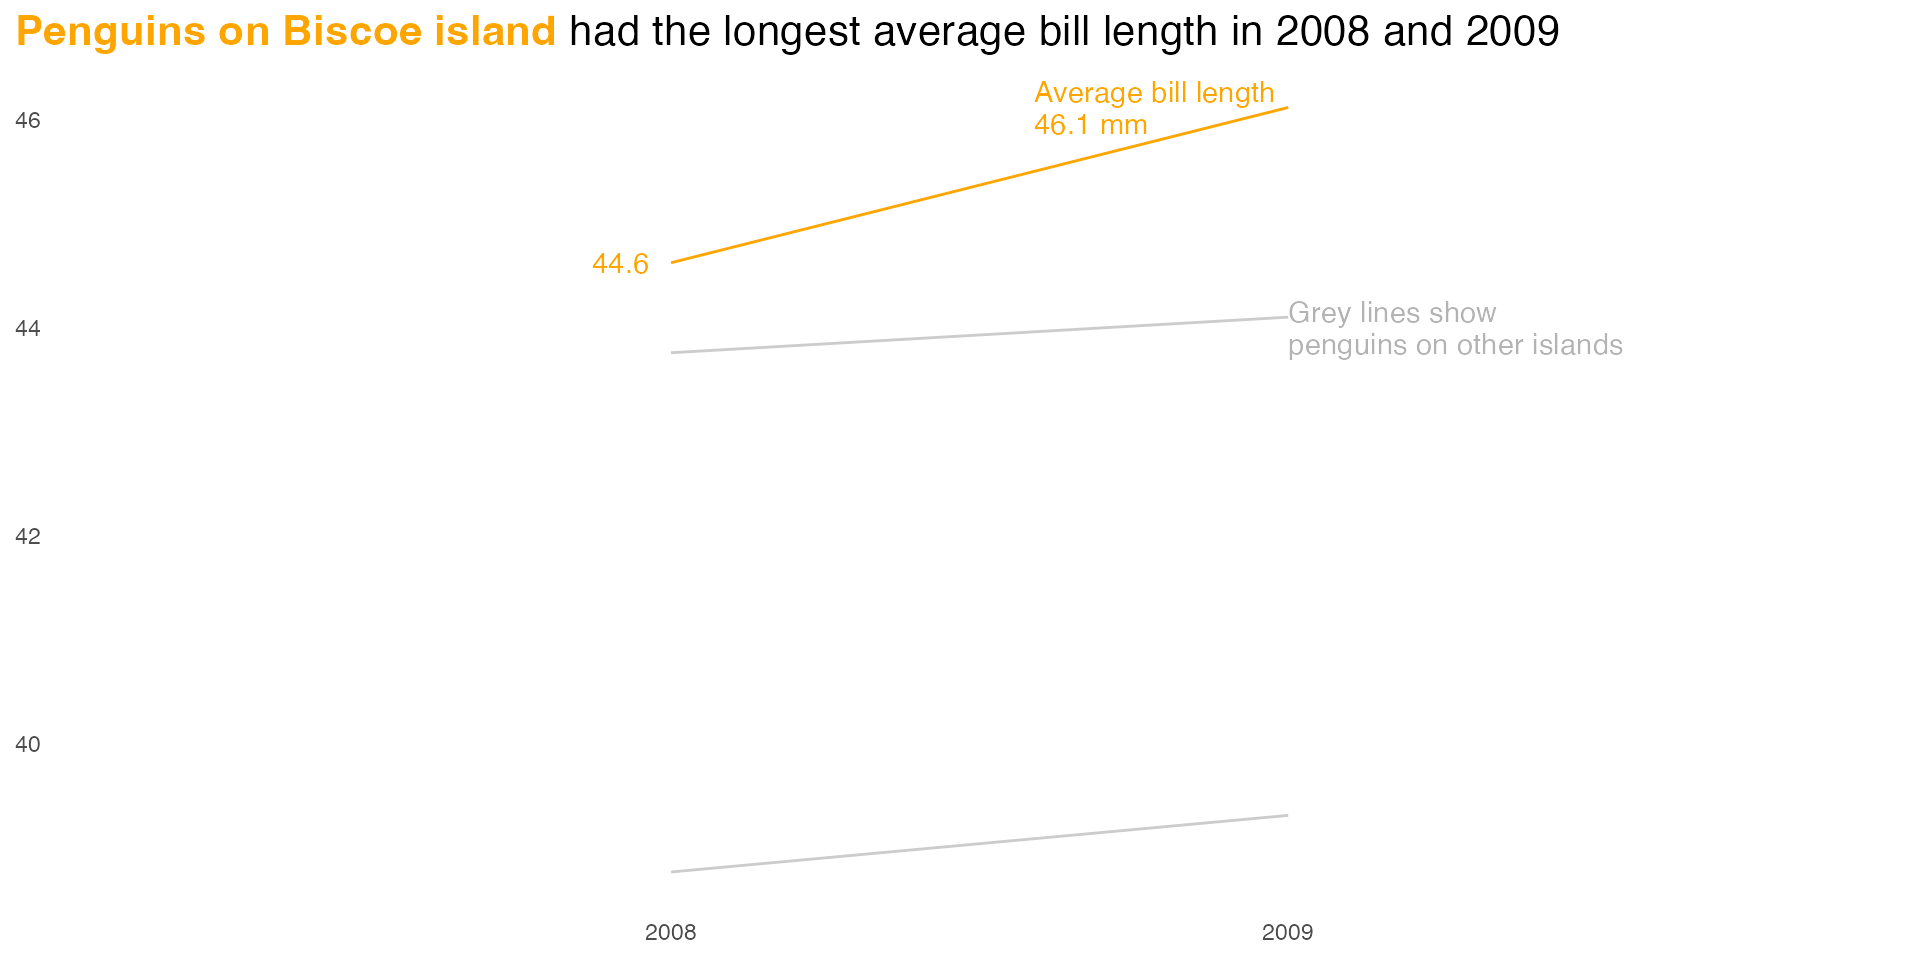 Penguins on Biscoe island had the longest average bill length in 2008 and 2009
Average bill length
46.1 mm
46
44.6
Grey lines show
penguins on other islands
44
42
40
2008 2009